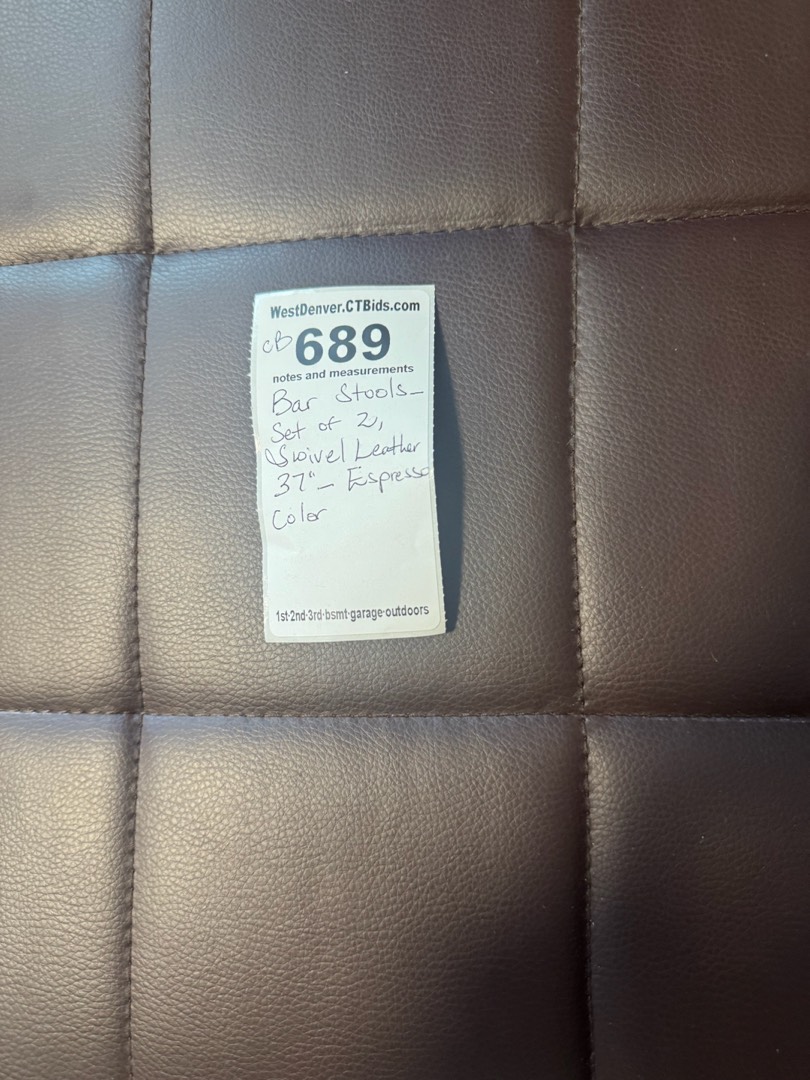 WestDenver.CTBids.com
CB 689
notes and measurements
Bar Stools-
Set of 2,
Swivel Leather
37"- Espresso
Color
1st-2nd-3rd-bsmt-garage-outdoors